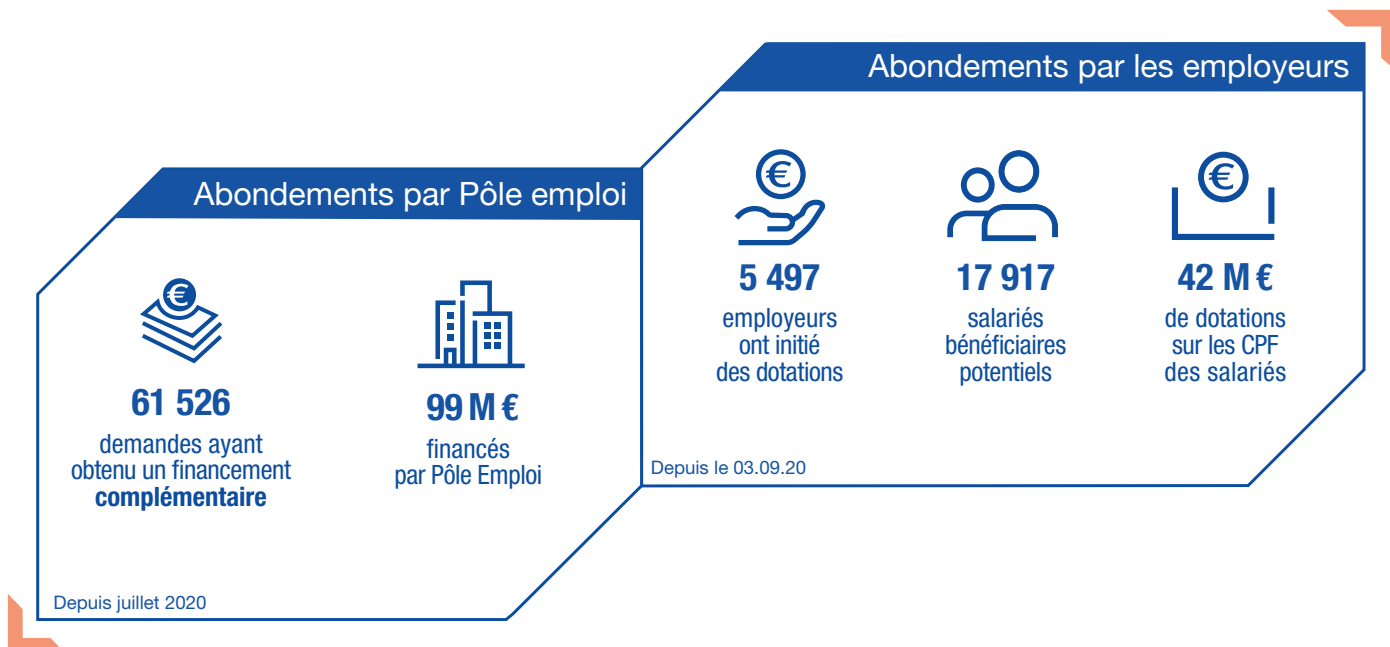 Abondements par Pôle emploi
61 526
demandes ayant
obtenu un financement
complémentaire
99 M €
financés
par Pôle Emploi
Depuis juillet 2020
Abondements par les employeurs
5 497
employeurs
ont initié
des dotations
17 917
salariés
bénéficiaires
potentiels
42 M €
de dotations
sur les CPF
des salariés
Depuis le 03.09.20